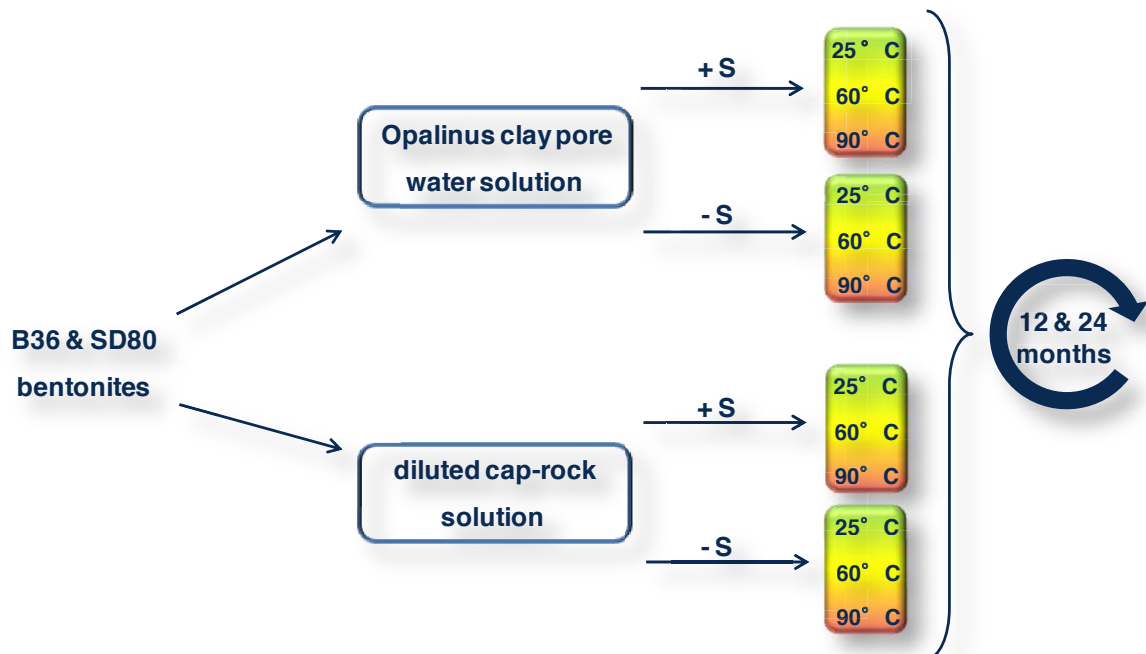 B36 & SD80
bentonites
Opalinus clay pore
water solution
+ S
25° C
60° C
90° C
- S
25° C
60° C
90° C
diluted cap-rock
solution
+ S
25° C
60° C
90° C
- S
25° C
60° C
90° C
12 & 24
months